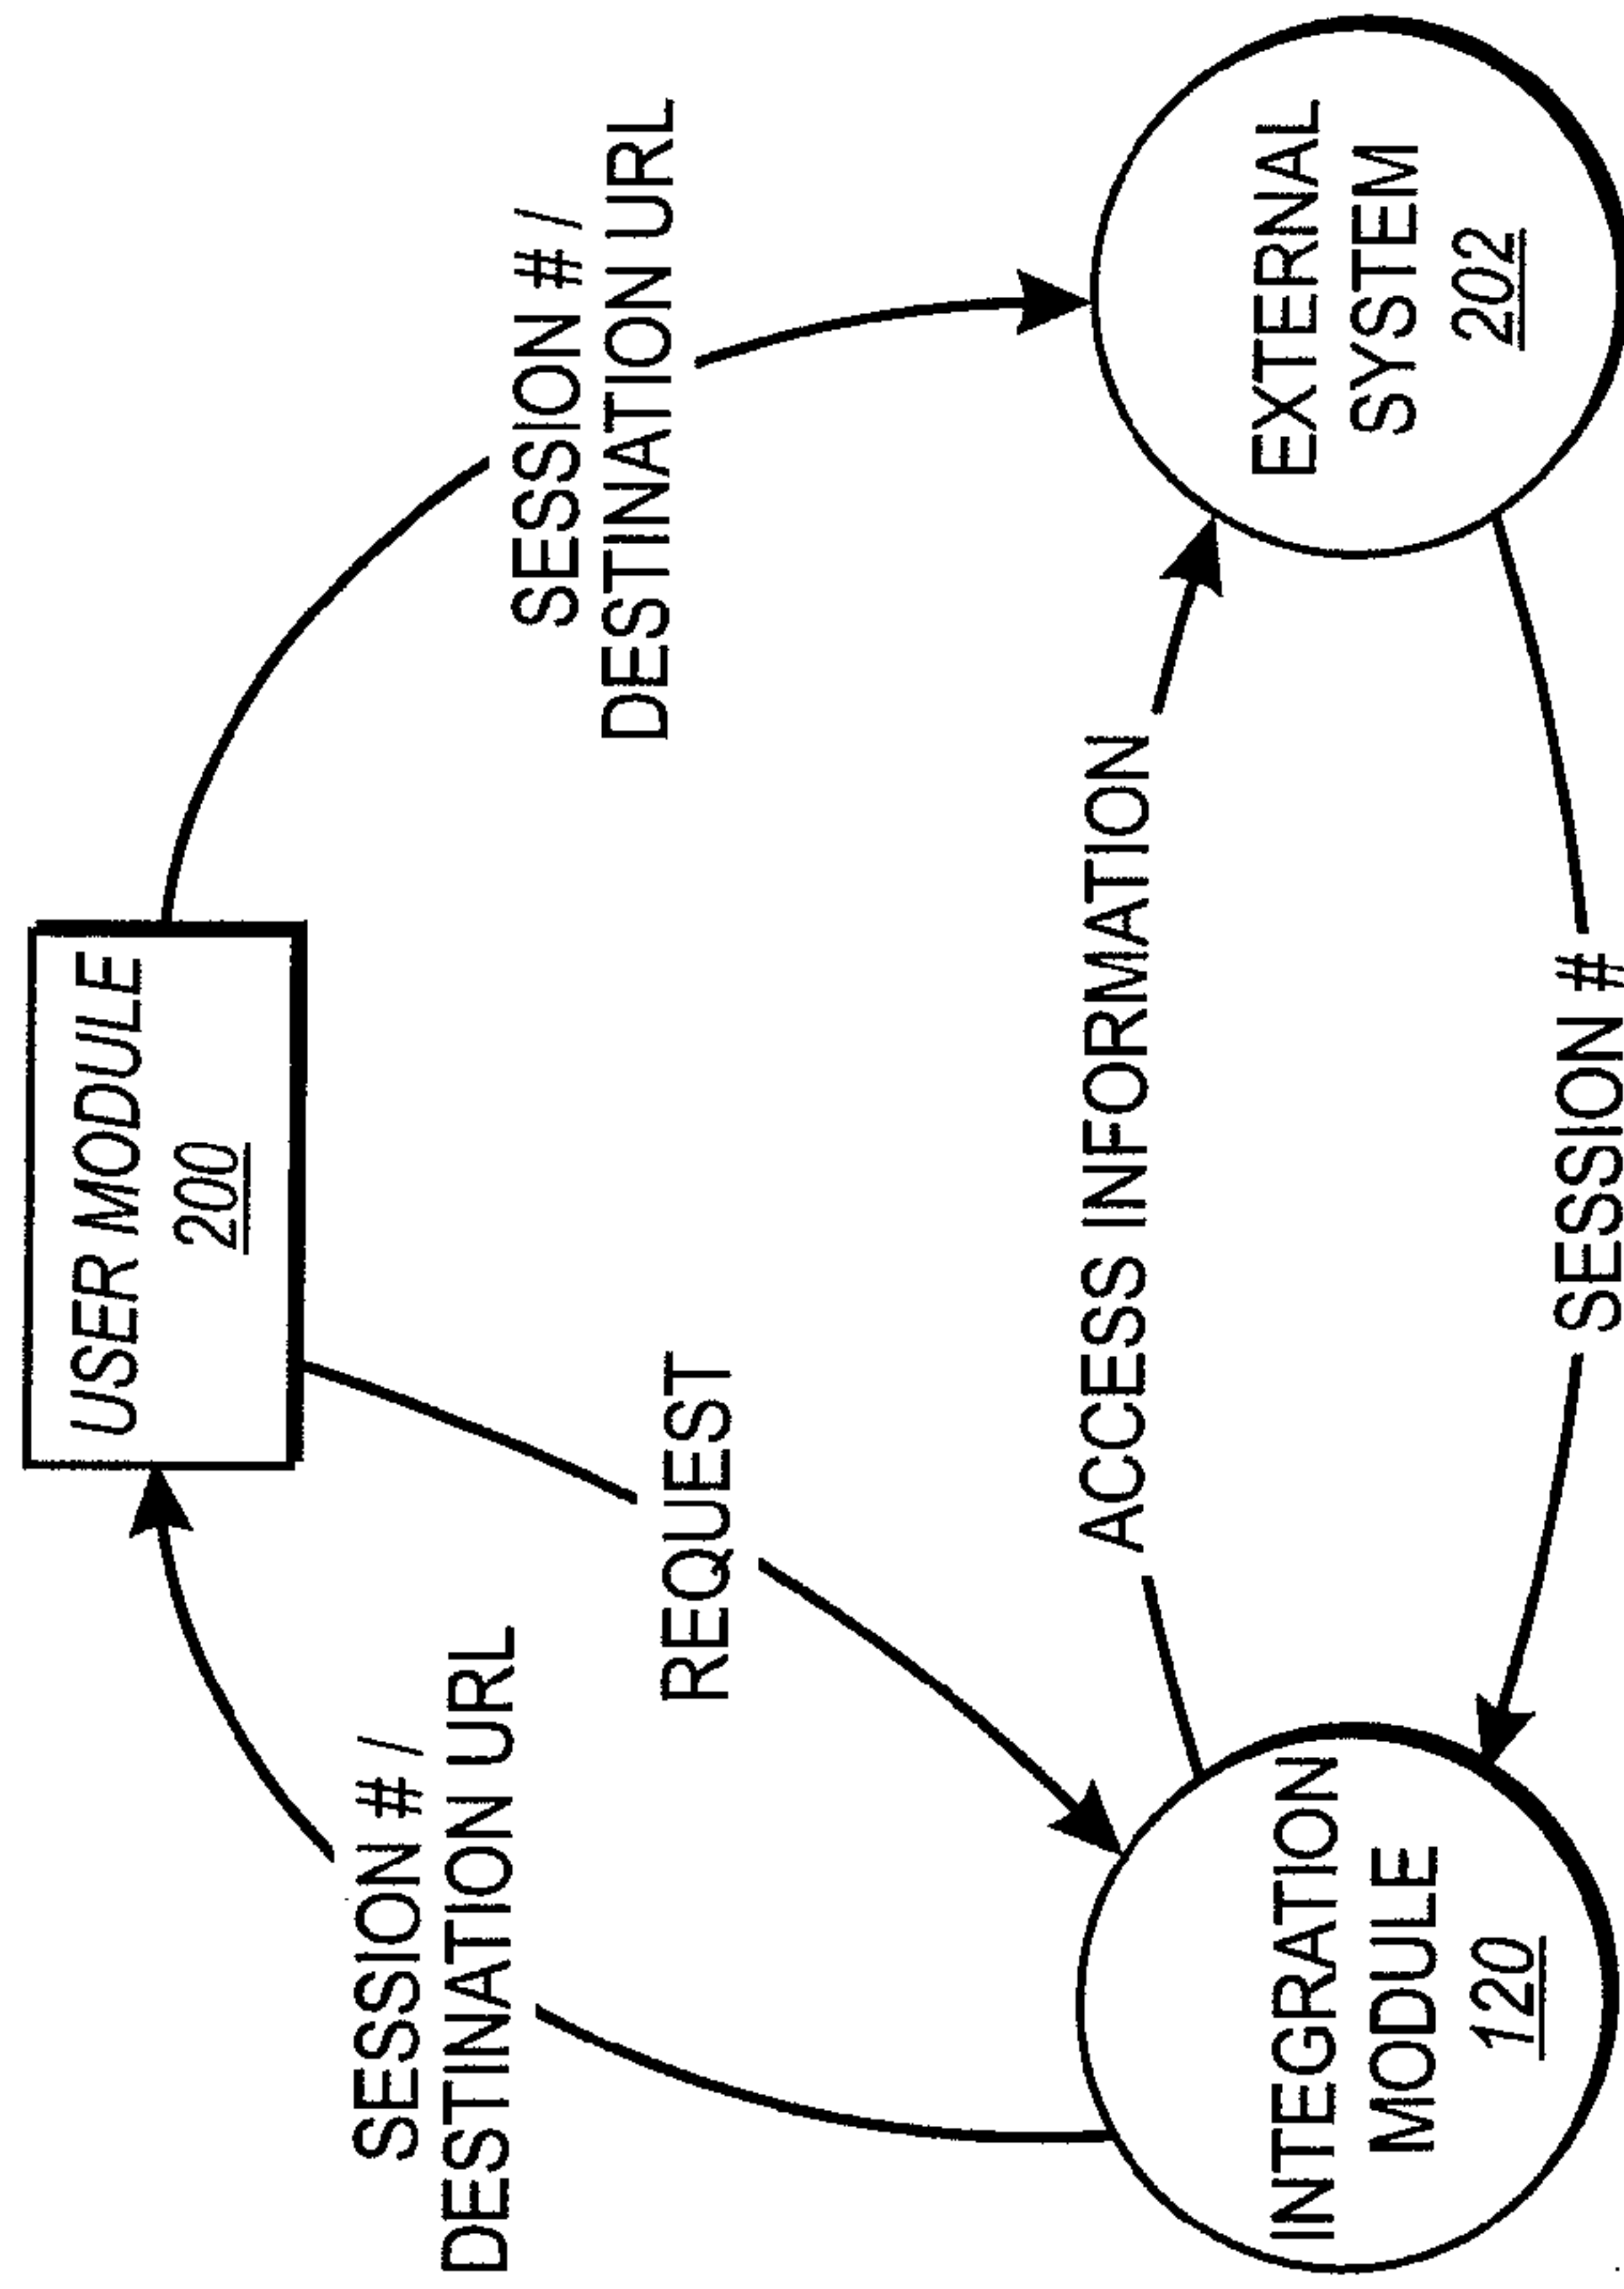 USER MODULE
200
SESSION # /
DESTINATION URL
REQUEST
SESSION # /
DESTINATION URL
ACCESS INFORMATION
INTEGRATION
MODULE
120
EXTERNAL
SYSTEM
202
SESSION #